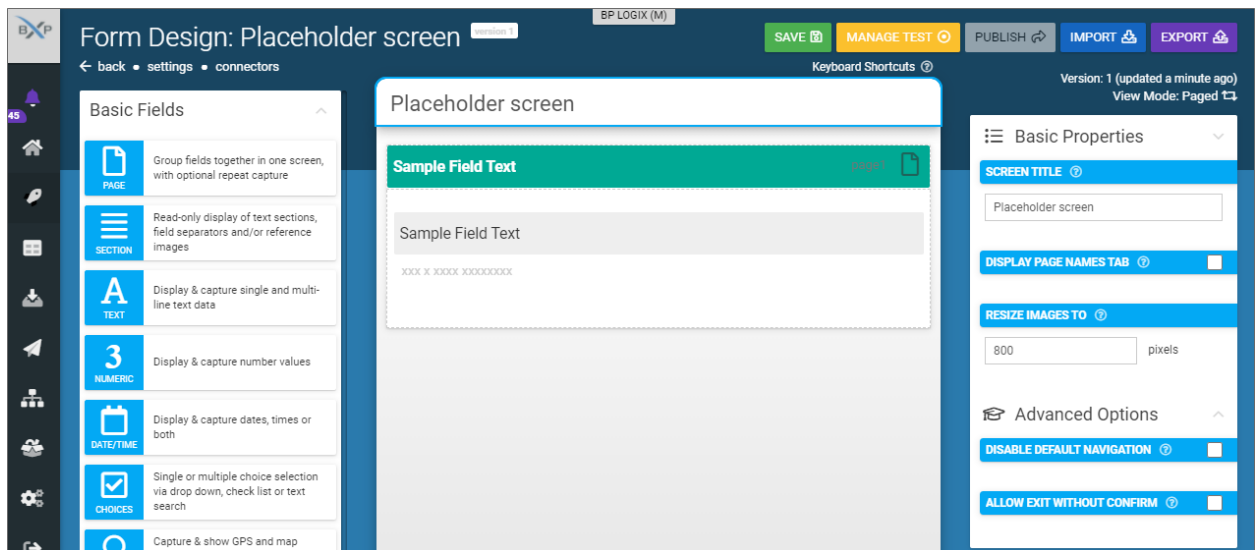 BP LOGIX (M)
BXP
Form Design: Placeholder screen version 1
SAVE MANAGE TEST PUBLISH IMPORT EXPORT
back • settings • connectors
Keyboard Shortcuts
Version: 1 (updated a minute ago)
View Mode: Paged
45
Basic Fields
PAGE
Group fields together in one screen,
with optional repeat capture
SECTION
Read-only display of text sections,
field separators and/or reference
images
TEXT
Display & capture single and multi-
line text data
3
NUMERIC
Display & capture number values
DATE/TIME
Display & capture dates, times or
both
CHOICES
Single or multiple choice selection
via drop down, check list or text
search
Capture & show GPS and map
Placeholder screen
Sample Field Text
Sample Field Text
xxx x xxxx xxxxxxxx
Basic Properties
SCREEN TITLE
Placeholder screen
DISPLAY PAGE NAMES TAB
RESIZE IMAGES TO
800 pixels
Advanced Options
DISABLE DEFAULT NAVIGATION
ALLOW EXIT WITHOUT CONFIRM